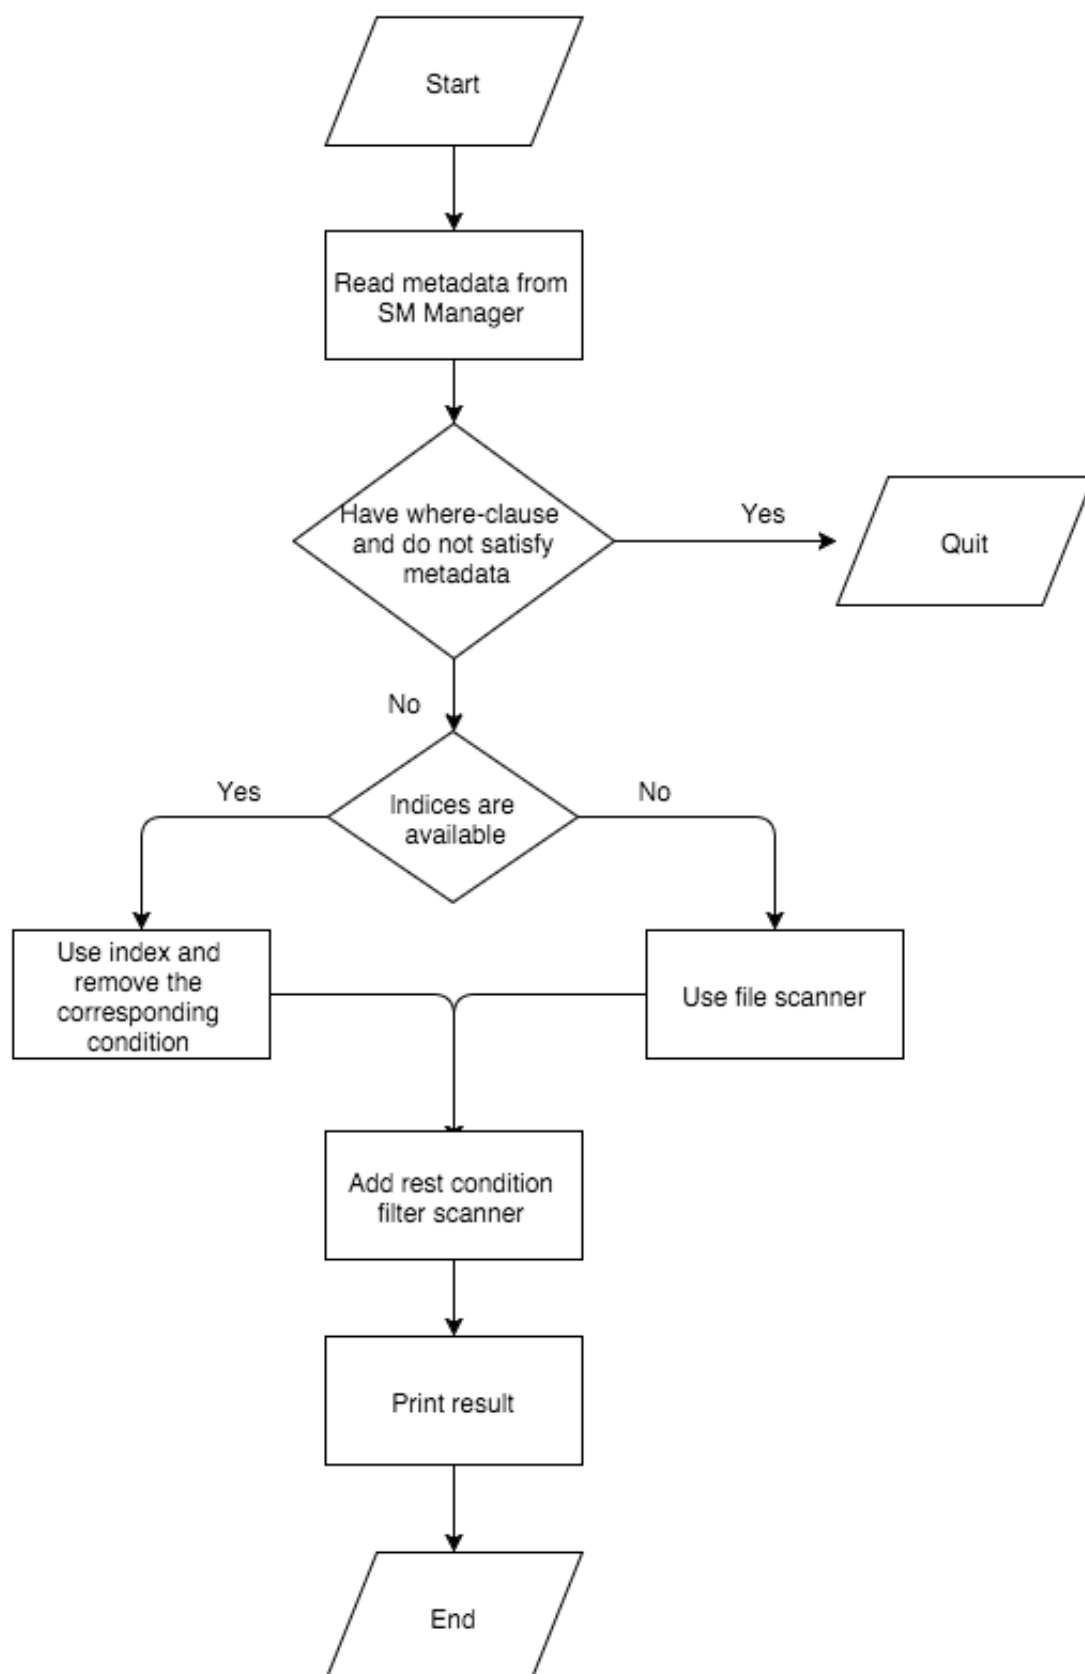 Start
Read metadata from
SM Manager
Have where-clause
and do not satisfy
metadata
Yes
Quit
No
Yes
Indices are
available
No
Use index and
remove the
corresponding
condition
Use file scanner
Add rest condition
filter scanner
Print result
End